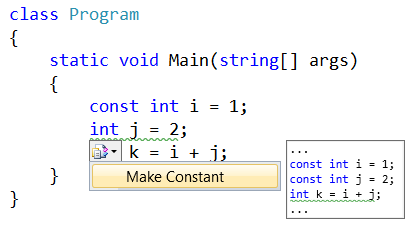 class Program
{
static void Main(string[] args)
{
const int i = 1;
int j = 2;
k = i + j;
Make Constant
}
}
...
const int i = 1;
const int j = 2;
int k = i + j;
...